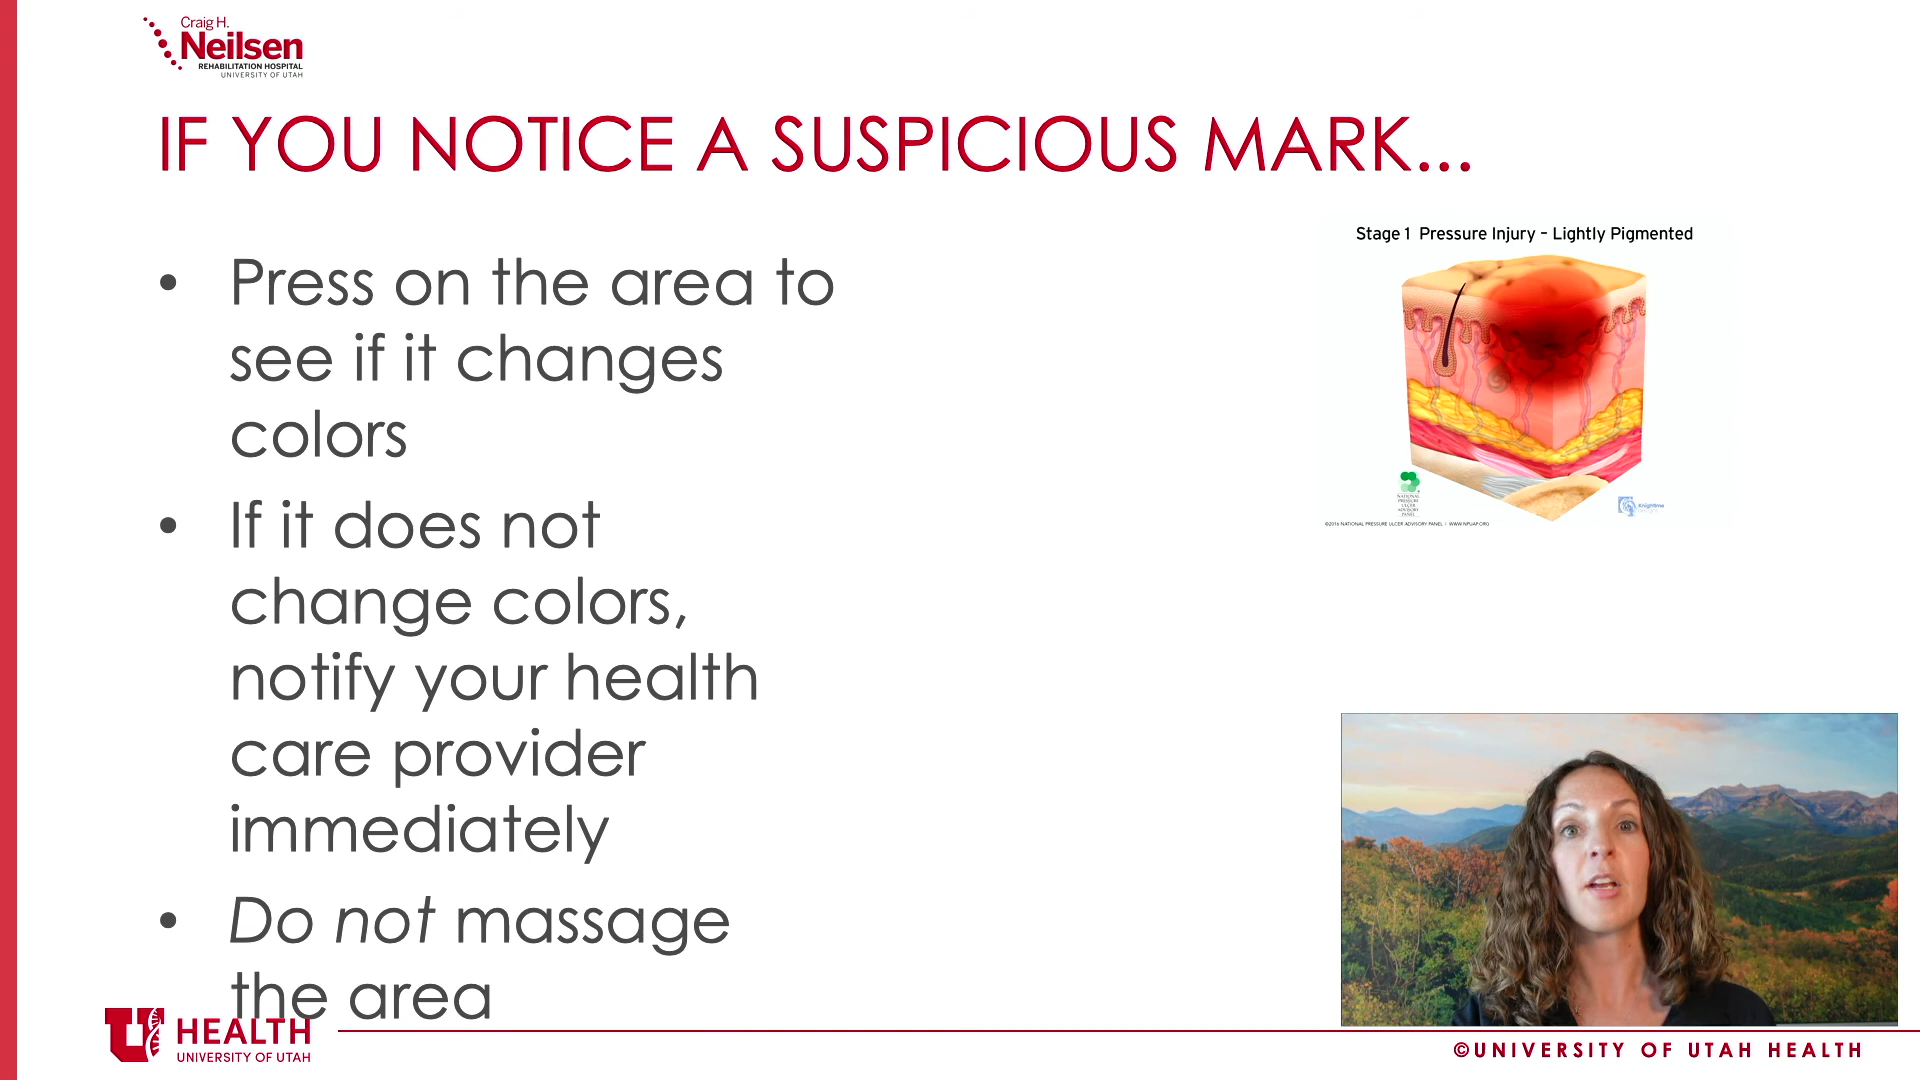 Craig H.
Neilsen
REHABILITATION HOSPITAL
UNIVERSITY OF UTAH
IF YOU NOTICE A SUSPICIOUS MARK...
• Press on the area to
see if it changes
colors
• If it does not
change colors,
notify your health
care provider
immediately
• Do not massage
the area
Stage 1 Pressure Injury – Lightly Pigmented
NATIONAL
PRESSURE
ULCER
ADVISORY
PANEL
©2016 NATIONAL PRESSURE ULCER ADVISORY PANEL | WWW.NPUAP.ORG
U HEALTH
UNIVERSITY OF UTAH
©UNIVERSITY OF UTAH HEALTH